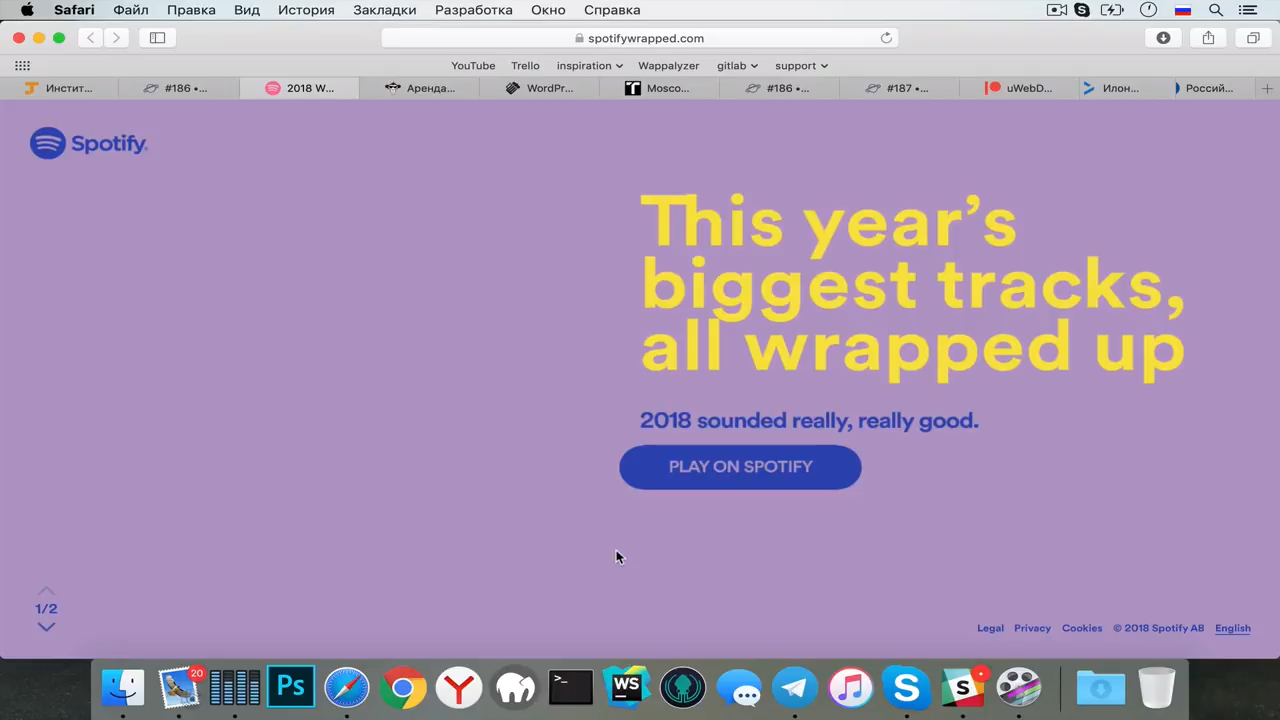 Safari Файл Правка Вид История Закладки Разработка Окно Справка
spotifywrapped.com
YouTube Trello inspiration Wappalyzer gitlab support
Инстит... #186 •... 2018 W... Аренда... WordPr... Mosco... #186 •... #187 •... uWebD... Илон... Россий...
Spotify
This year's
biggest tracks,
all wrapped up
2018 sounded really, really good.
PLAY ON SPOTIFY
1/2
Legal Privacy Cookies © 2018 Spotify AB English
20
Ps
WS